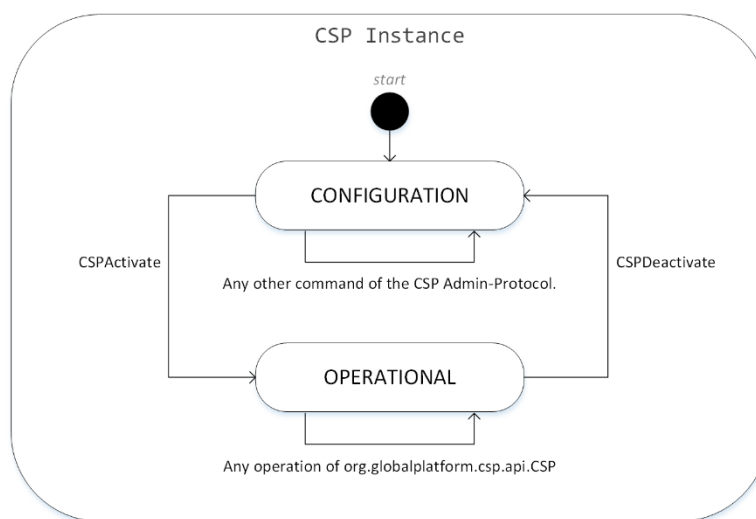 CSP Instance
start
CONFIGURATION
CSPActivate
CSPDeactivate
Any other command of the CSP Admin-Protocol.
OPERATIONAL
Any operation of org.globalplatform.csp.api.CSP